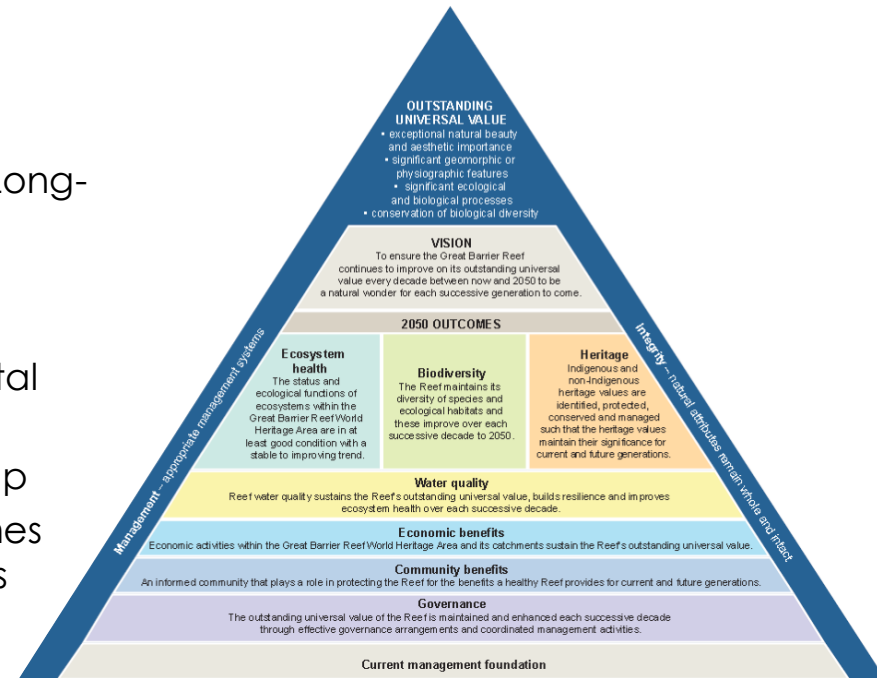 Long-
tal
p
nes
s
OUTSTANDING
UNIVERSAL VALUE
• exceptional natural beauty
and aesthetic importance
• significant geomorphic or
physiographic features
• significant ecological
and biological processes
• conservation of biological diversity
VISION
To ensure the Great Barrier Reef
continues to improve on its outstanding universal
value every decade between now and 2050 to be
a natural wonder for each successive generation to come.
Management – appropriate management systems
Integrity – natural attributes remain whole and intact
2050 OUTCOMES
Ecosystem
health
The status and
ecological functions of
ecosystems within the
Great Barrier Reef World
Heritage Area are in at
least good condition with a
stable to improving trend.
Biodiversity
The Reef maintains its
diversity of species and
ecological habitats and
these improve over each
successive decade to 2050.
Heritage
Indigenous and
non-Indigenous
heritage values are
identified, protected,
conserved and managed
such that the heritage values
maintain their significance for
current and future generations.
Water quality
Reef water quality sustains the Reef's outstanding universal value, builds resilience and improves
ecosystem health over each successive decade.
Economic benefits
Economic activities within the Great Barrier Reef World Heritage Area and its catchments sustain the Reef's outstanding universal value.
Community benefits
An informed community that plays a role in protecting the Reef for the benefits a healthy Reef provides for current and future generations.
Governance
The outstanding universal value of the Reef is maintained and enhanced each successive decade
through effective governance arrangements and coordinated management activities.
Current management foundation